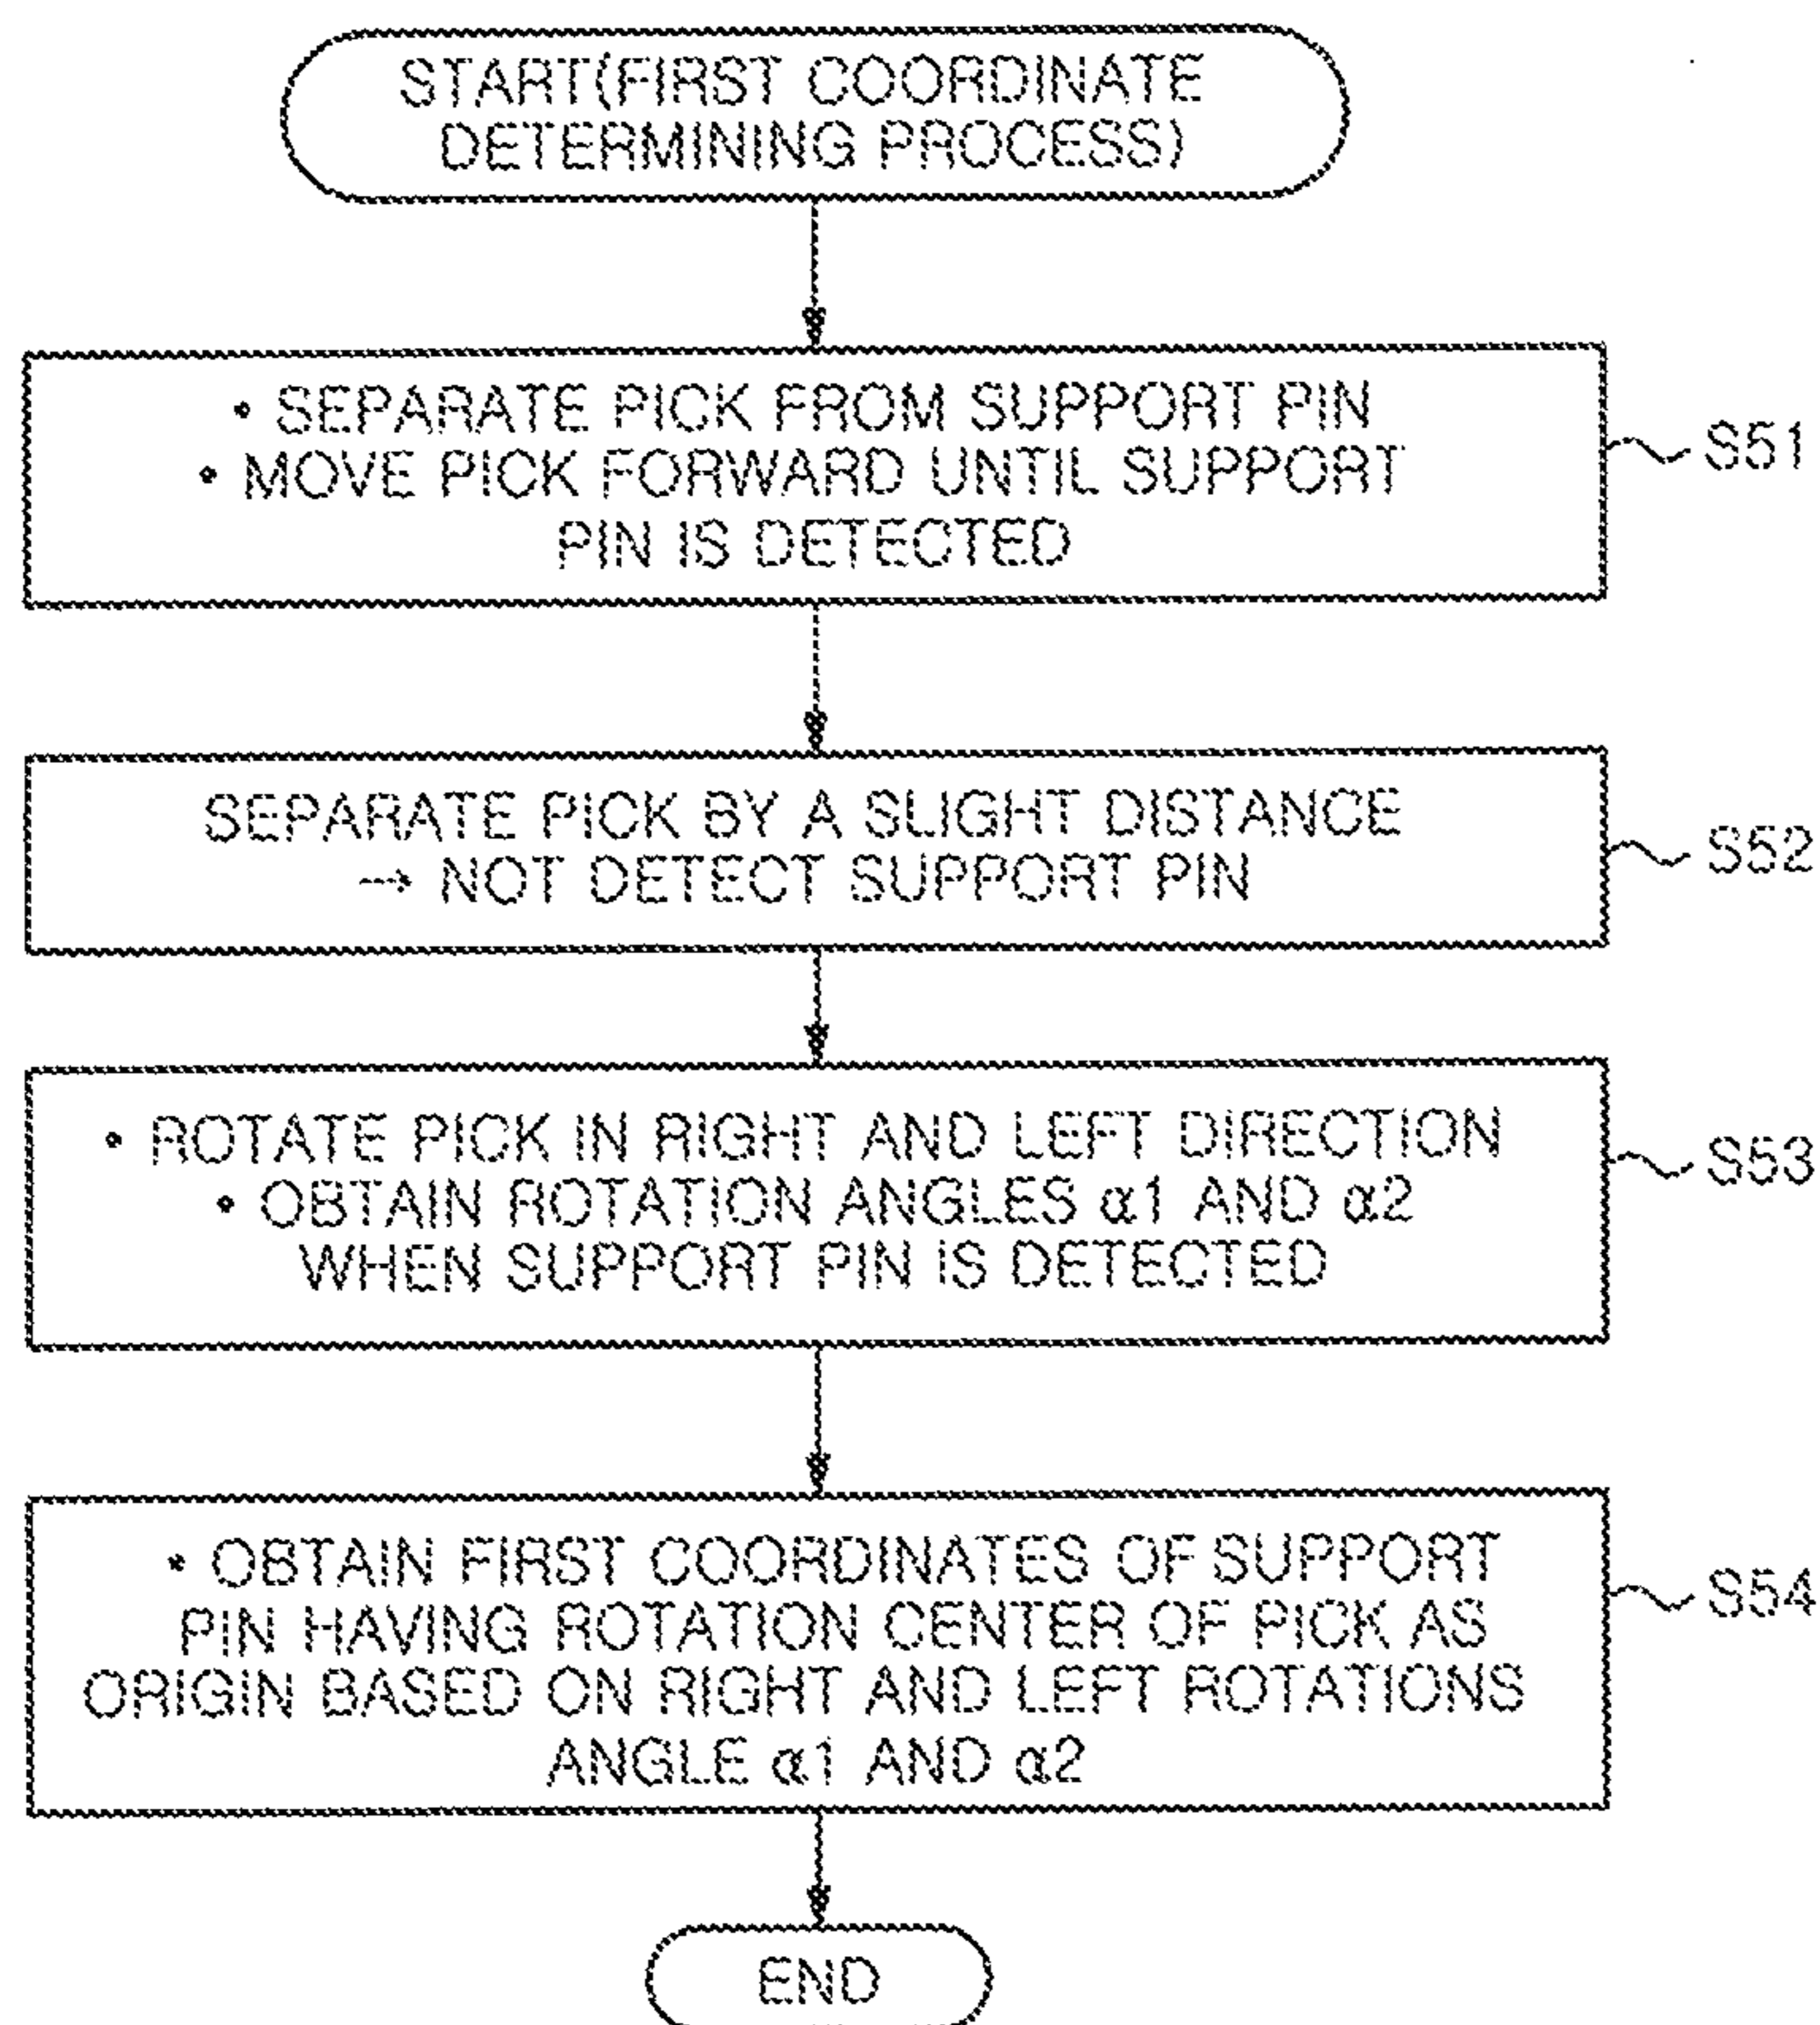 START(FIRST COORDINATE
DETERMINING PROCESS)
• SEPARATE PICK FROM SUPPORT PIN
• MOVE PICK FORWARD UNTIL SUPPORT
PIN IS DETECTED
S51
SEPARATE PICK BY A SLIGHT DISTANCE
→ NOT DETECT SUPPORT PIN
S52
• ROTATE PICK IN RIGHT AND LEFT DIRECTION
• OBTAIN ROTATION ANGLES α1 AND α2
WHEN SUPPORT PIN IS DETECTED
S53
• OBTAIN FIRST COORDINATES OF SUPPORT
PIN HAVING ROTATION CENTER OF PICK AS
ORIGIN BASED ON RIGHT AND LEFT ROTATIONS
ANGLE α1 AND α2
S54
END